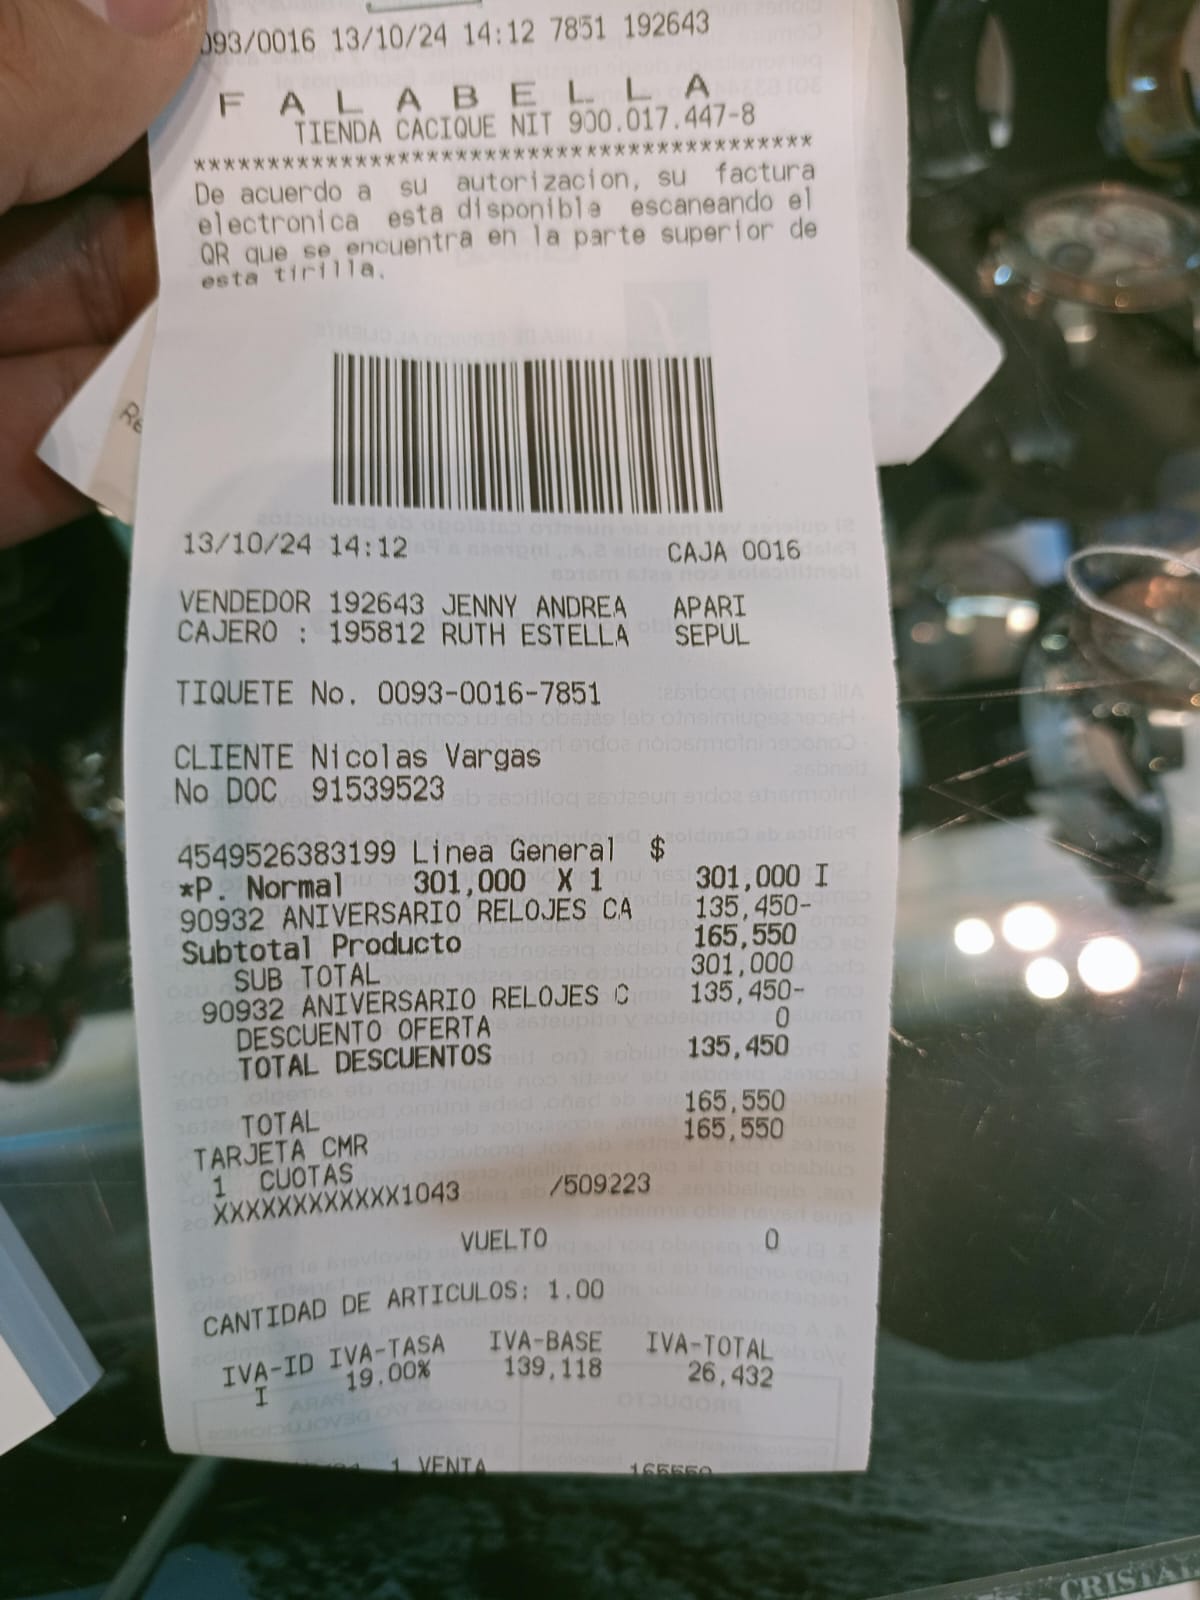 093/0016 13/10/24 14:12 7851 192643
F A L A B E L L A
TIENDA CACIQUE NIT 900.017.447-8
******************************************
De acuerdo a su autorizacion, su factura
electronica esta disponible escaneando el
QR que se encuentra en la parte superior de
esta tirilla.
13/10/24 14:12 CAJA 0016
VENDEDOR 192643 JENNY ANDREA APARI
CAJERO : 195812 RUTH ESTELLA SEPUL
TIQUETE No. 0093-0016-7851
CLIENTE Nicolas Vargas
No DOC 91539523
4549526383199 Linea General $
*P. Normal 301,000 X 1 301,000 I
90932 ANIVERSARIO RELOJES CA 135,450-
Subtotal Producto 165,550
SUB TOTAL 301,000
90932 ANIVERSARIO RELOJES C 135,450-
DESCUENTO OFERTA 0
TOTAL DESCUENTOS 135,450
TOTAL 165,550
TARJETA CMR 165,550
1 CUOTAS
XXXXXXXXXXXX1043 /509223
VUELTO 0
CANTIDAD DE ARTICULOS: 1.00
IVA-ID IVA-TASA IVA-BASE IVA-TOTAL
I 19.00% 139,118 26,432
1 VENTA 165550
CRISTAL